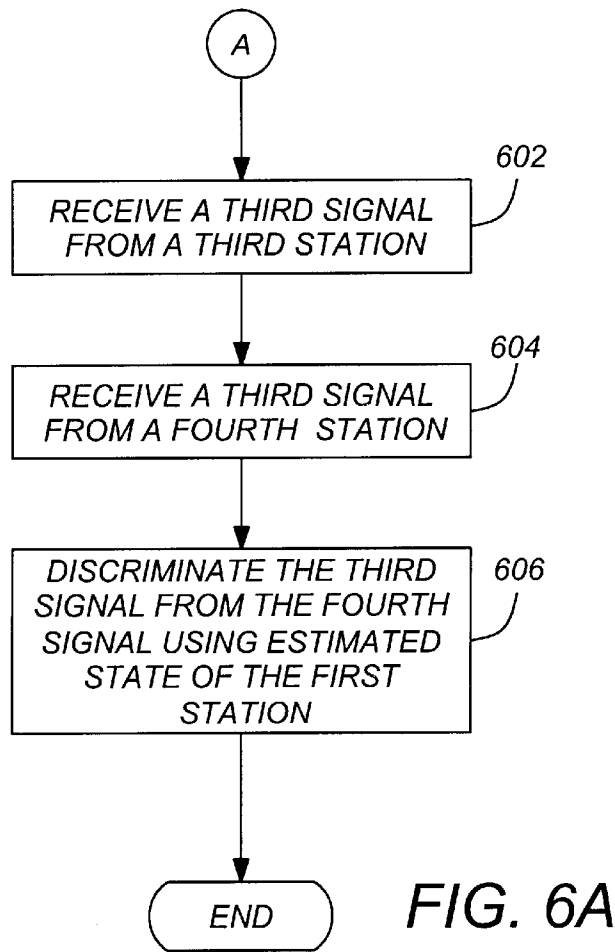 A
602
RECEIVE A THIRD SIGNAL
FROM A THIRD STATION
604
RECEIVE A THIRD SIGNAL
FROM A FOURTH STATION
606
DISCRIMINATE THE THIRD
SIGNAL FROM THE FOURTH
SIGNAL USING ESTIMATED
STATE OF THE FIRST
STATION
END
FIG. 6A